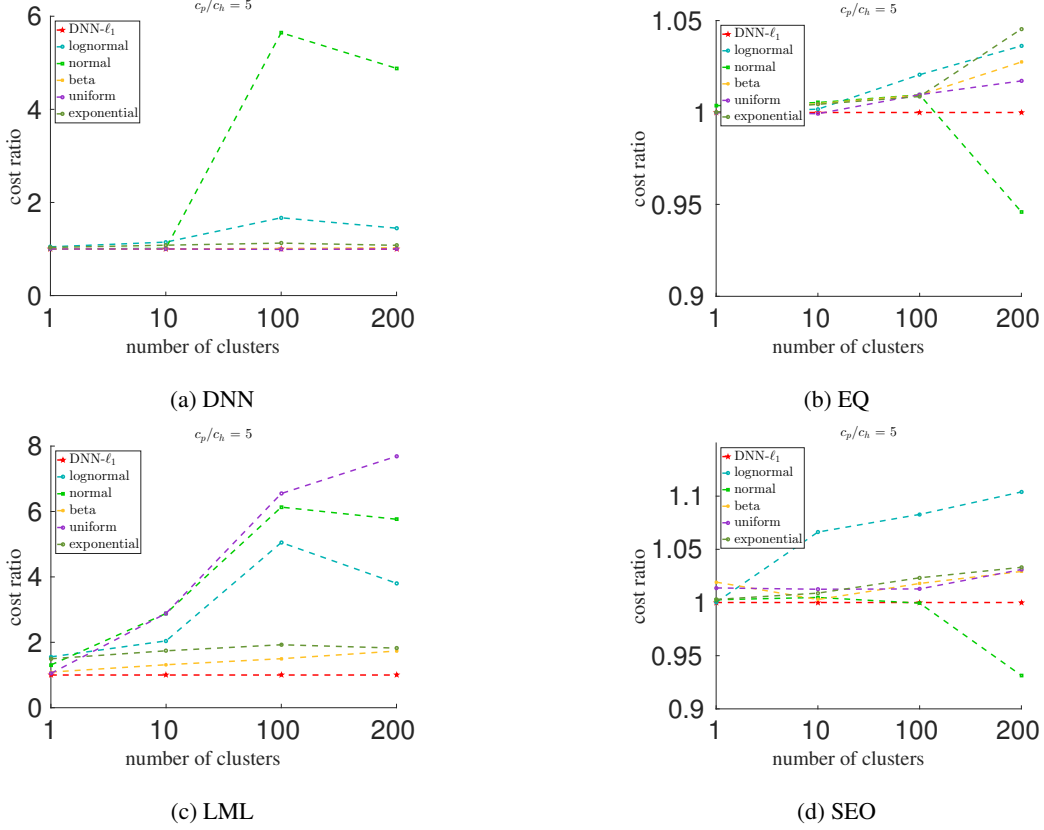 c_p/c_h = 5
6
4
2
0
cost ratio
DNN-ℓ₁
lognormal
normal
beta
uniform
exponential
1 10 100 200
number of clusters
(a) DNN
c_p/c_h = 5
1.05
1
0.95
0.9
cost ratio
DNN-ℓ₁
lognormal
normal
beta
uniform
exponential
1 10 100 200
number of clusters
(b) EQ
c_p/c_h = 5
8
6
4
2
0
cost ratio
DNN-ℓ₁
lognormal
normal
beta
uniform
exponential
1 10 100 200
number of clusters
(c) LML
c_p/c_h = 5
1.1
1.05
1
0.95
0.9
cost ratio
DNN-ℓ₁
lognormal
normal
beta
uniform
exponential
1 10 100 200
number of clusters
(d) SEO